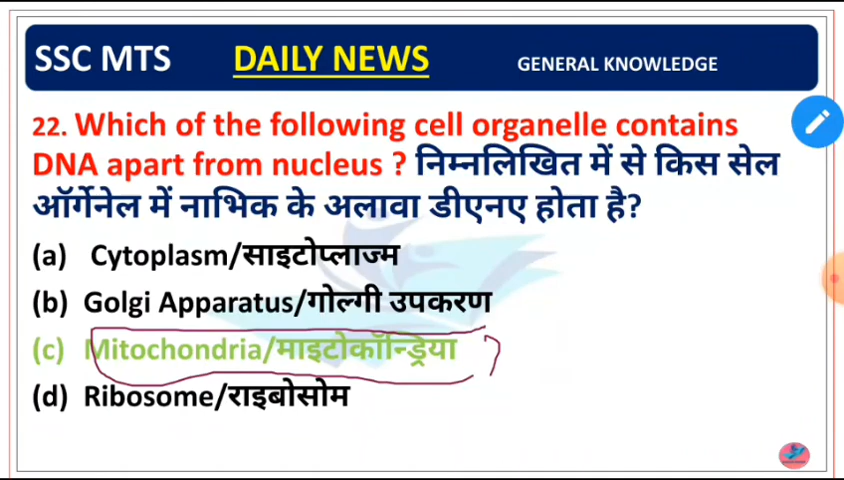 SSC MTS DAILY NEWS GENERAL KNOWLEDGE
22. Which of the following cell organelle contains
DNA apart from nucleus ? निम्नलिखित में से किस सेल
ऑर्गेनेल में नाभिक के अलावा डीएनए होता है?
(a) Cytoplasm/साइटोप्लाज्म
(b) Golgi Apparatus/गोल्गी उपकरण
(c) Mitochondria/माइटोकॉन्ड्रिया
(d) Ribosome/राइबोसोम